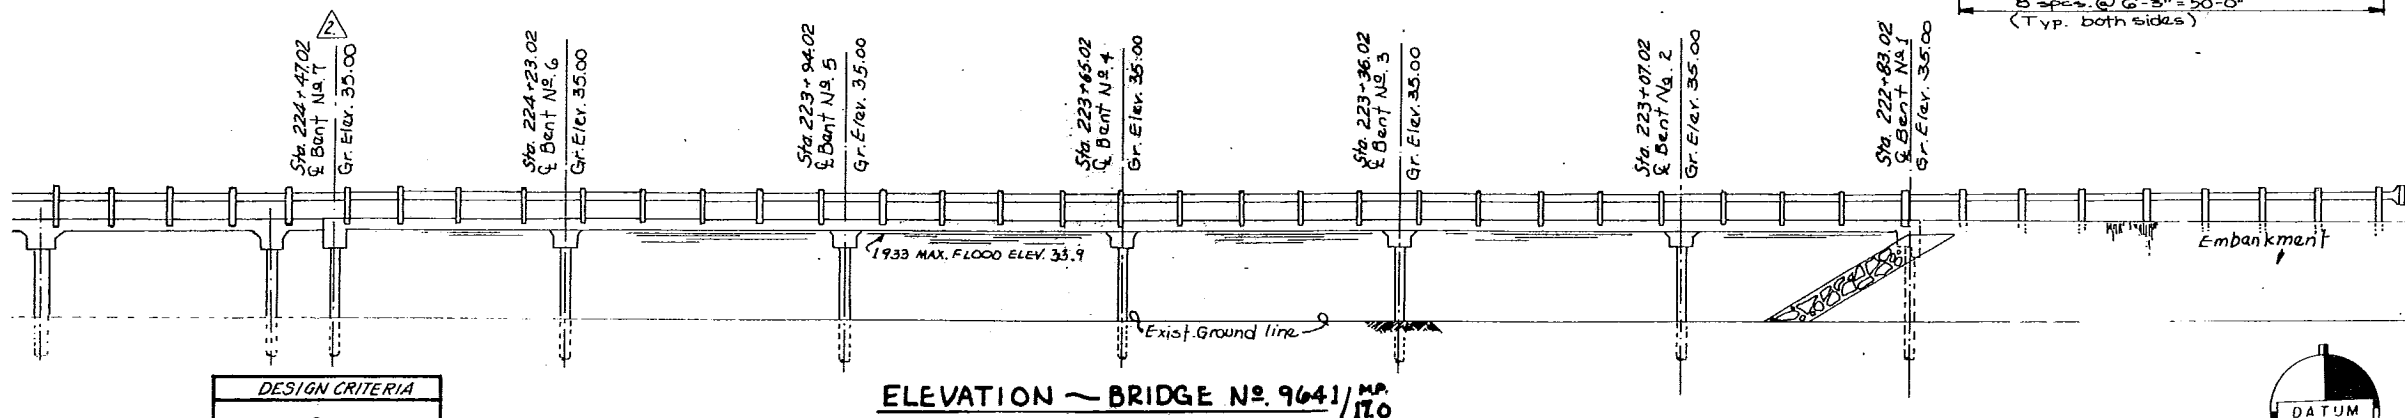 8 spcs. @ 6'-3" = 50'-0"
(Typ. both sides)
2.
Sta. 224+47.02
℄ Bent Nº. 7
Gr. Elev. 35.00
Sta. 224+23.02
℄ Bent Nº. 6
Gr. Elev. 35.00
Sta. 223+94.02
℄ Bent Nº. 5
Gr. Elev. 35.00
Sta. 223+65.02
℄ Bent Nº. 4
Gr. Elev. 35.00
Sta. 223+36.02
℄ Bent Nº. 3
Gr. Elev. 35.00
Sta. 223+07.02
℄ Bent Nº. 2
Gr. Elev. 35.00
Sta. 222+83.02
℄ Bent Nº 1
Gr. Elev. 35.00
1933 MAX. FLOOD ELEV. 33.9
Embankment
Exist. Ground line
DESIGN CRITERIA
ELEVATION ~ BRIDGE Nº. 9641/M.P. 17.0
DATUM